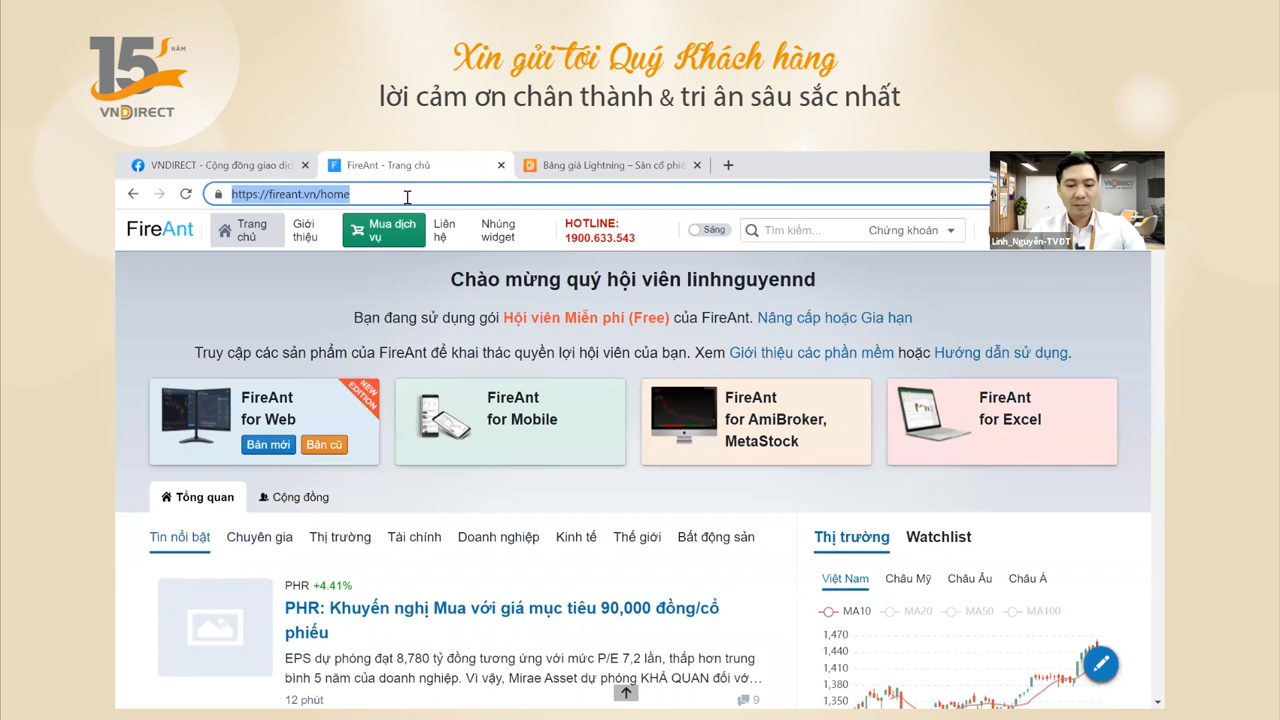 15 NĂM
VNDIRECT
Xin gửi tới Quý Khách hàng
lời cảm ơn chân thành & tri ân sâu sắc nhất
VNDIRECT - Cộng đồng giao dịc
FireAnt - Trang chủ
Bảng giá Lightning – Sàn cổ phiế
https://fireant.vn/home
FireAnt
Trang chủ
Giới thiệu
Mua dịch vụ
Liên hệ
Nhúng widget
HOTLINE:
1900.633.543
Sáng
Tìm kiếm...
Chứng khoán
Linh_Nguyễn-TVĐT
Chào mừng quý hội viên linhnguyennd
Bạn đang sử dụng gói Hội viên Miễn phí (Free) của FireAnt. Nâng cấp hoặc Gia hạn
Truy cập các sản phẩm của FireAnt để khai thác quyền lợi hội viên của bạn. Xem Giới thiệu các phần mềm hoặc Hướng dẫn sử dụng.
FireAnt
for Web
Bản mới
Bản cũ
NEW EDITION
FireAnt
for Mobile
FireAnt
for AmiBroker,
MetaStock
FireAnt
for Excel
Tổng quan
Cộng đồng
Tin nổi bật
Chuyên gia
Thị trường
Tài chính
Doanh nghiệp
Kinh tế
Thế giới
Bất động sản
PHR +4.41%
PHR: Khuyến nghị Mua với giá mục tiêu 90,000 đồng/cổ
phiếu
EPS dự phóng đạt 8,780 tỷ đồng tương ứng với mức P/E 7,2 lần, thấp hơn trung
bình 5 năm của doanh nghiệp. Vì vậy, Mirae Asset dự phóng KHẢ QUAN đối vớ...
12 phút
9
Thị trường
Watchlist
Việt Nam
Châu Mỹ
Châu Âu
Châu Á
MA10
MA20
MA50
MA100
1,470
1,440
1,410
1,380
1,350